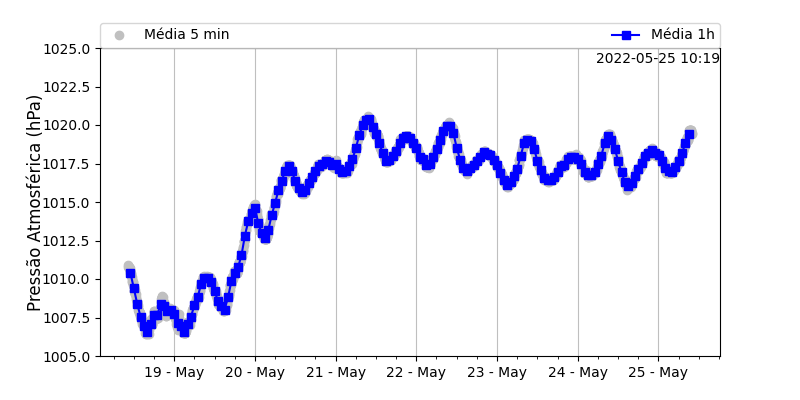 Média 5 min
Média 1h
2022-05-25 10:19
Pressão Atmosférica (hPa)
1025.0
1022.5
1020.0
1017.5
1015.0
1012.5
1010.0
1007.5
1005.0
19 - May
20 - May
21 - May
22 - May
23 - May
24 - May
25 - May